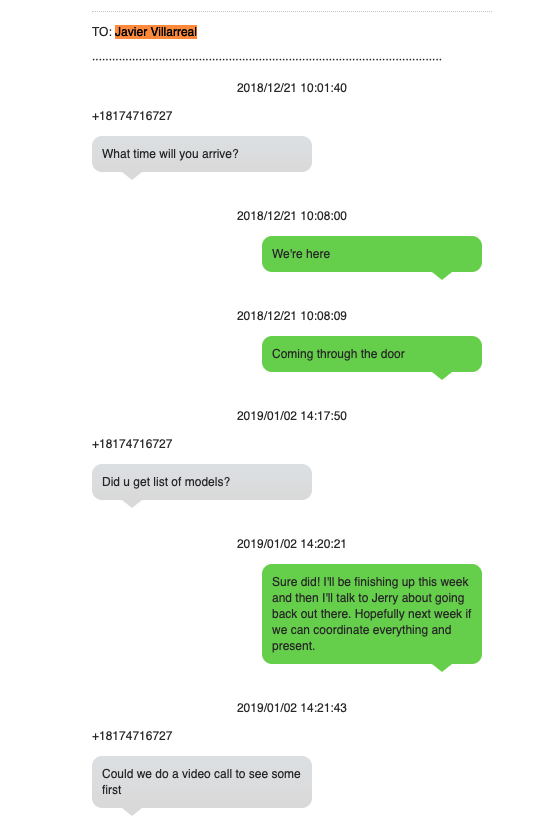 TO: Javier Villarreal
2018/12/21 10:01:40
+18174716727
What time will you arrive?
2018/12/21 10:08:00
We're here
2018/12/21 10:08:09
Coming through the door
2019/01/02 14:17:50
+18174716727
Did u get list of models?
2019/01/02 14:20:21
Sure did! I'll be finishing up this week
and then I'll talk to Jerry about going
back out there. Hopefully next week if
we can coordinate everything and
present.
2019/01/02 14:21:43
+18174716727
Could we do a video call to see some
first